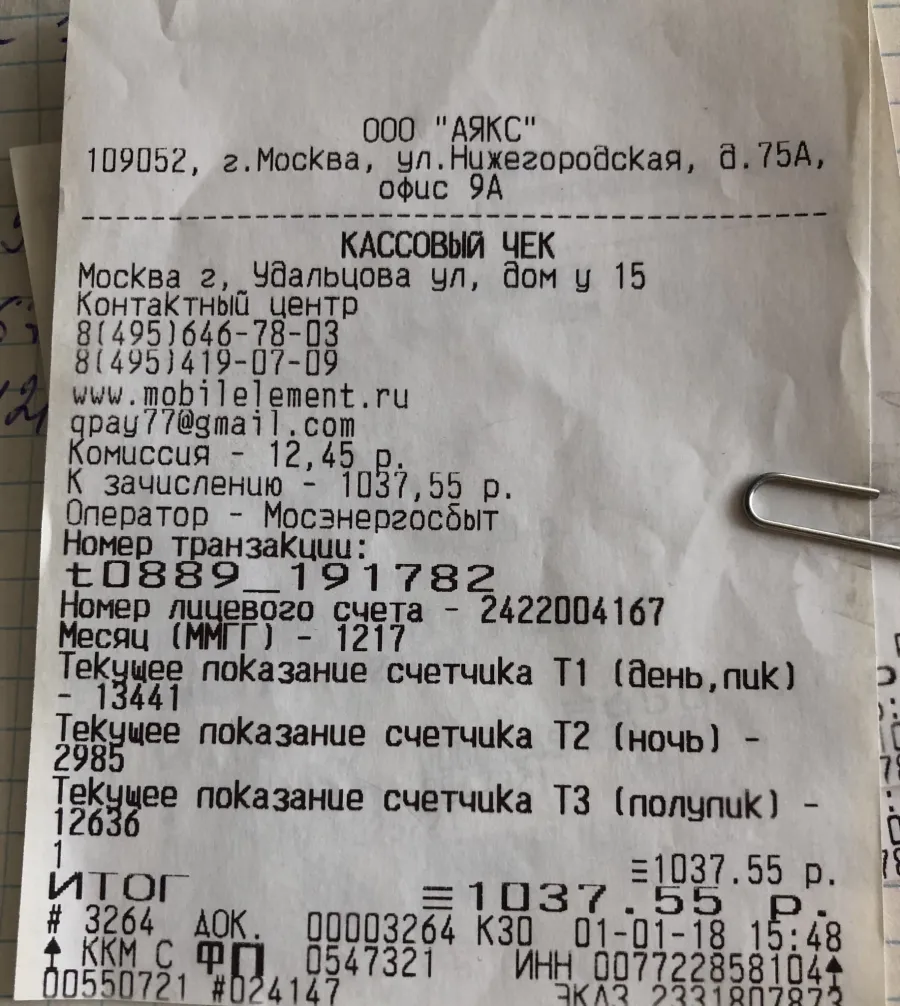 ООО "АЯКС"
109052, г.Москва, ул.Нижегородская, д.75А,
офис 9А
КАССОВЫЙ ЧЕК
Москва г, Удальцова ул, дом у 15
Контактный центр
8(495)646-78-03
8(495)419-07-09
www.mobilelement.ru
qpay77@gmail.com
Комиссия - 12,45 р.
К зачислению - 1037,55 р.
Оператор - Мосэнергосбыт
Номер транзакции:
t0889_191782
Номер лицевого счета - 2422004167
Месяц (ММГГ) - 1217
Текущее показание счетчика Т1 (день,пик)
- 13441
Текущее показание счетчика Т2 (ночь) -
2985
Текущее показание счетчика Т3 (полупик) -
12636
1
≡1037.55 р.
ИТОГ ≡1037.55 р.
# 3264 ДОК. 00003264 К30 01-01-18 15:48
ККМ С ФП 0547321 ИНН 007722858104
00550721 #024147 ЭКЛЗ